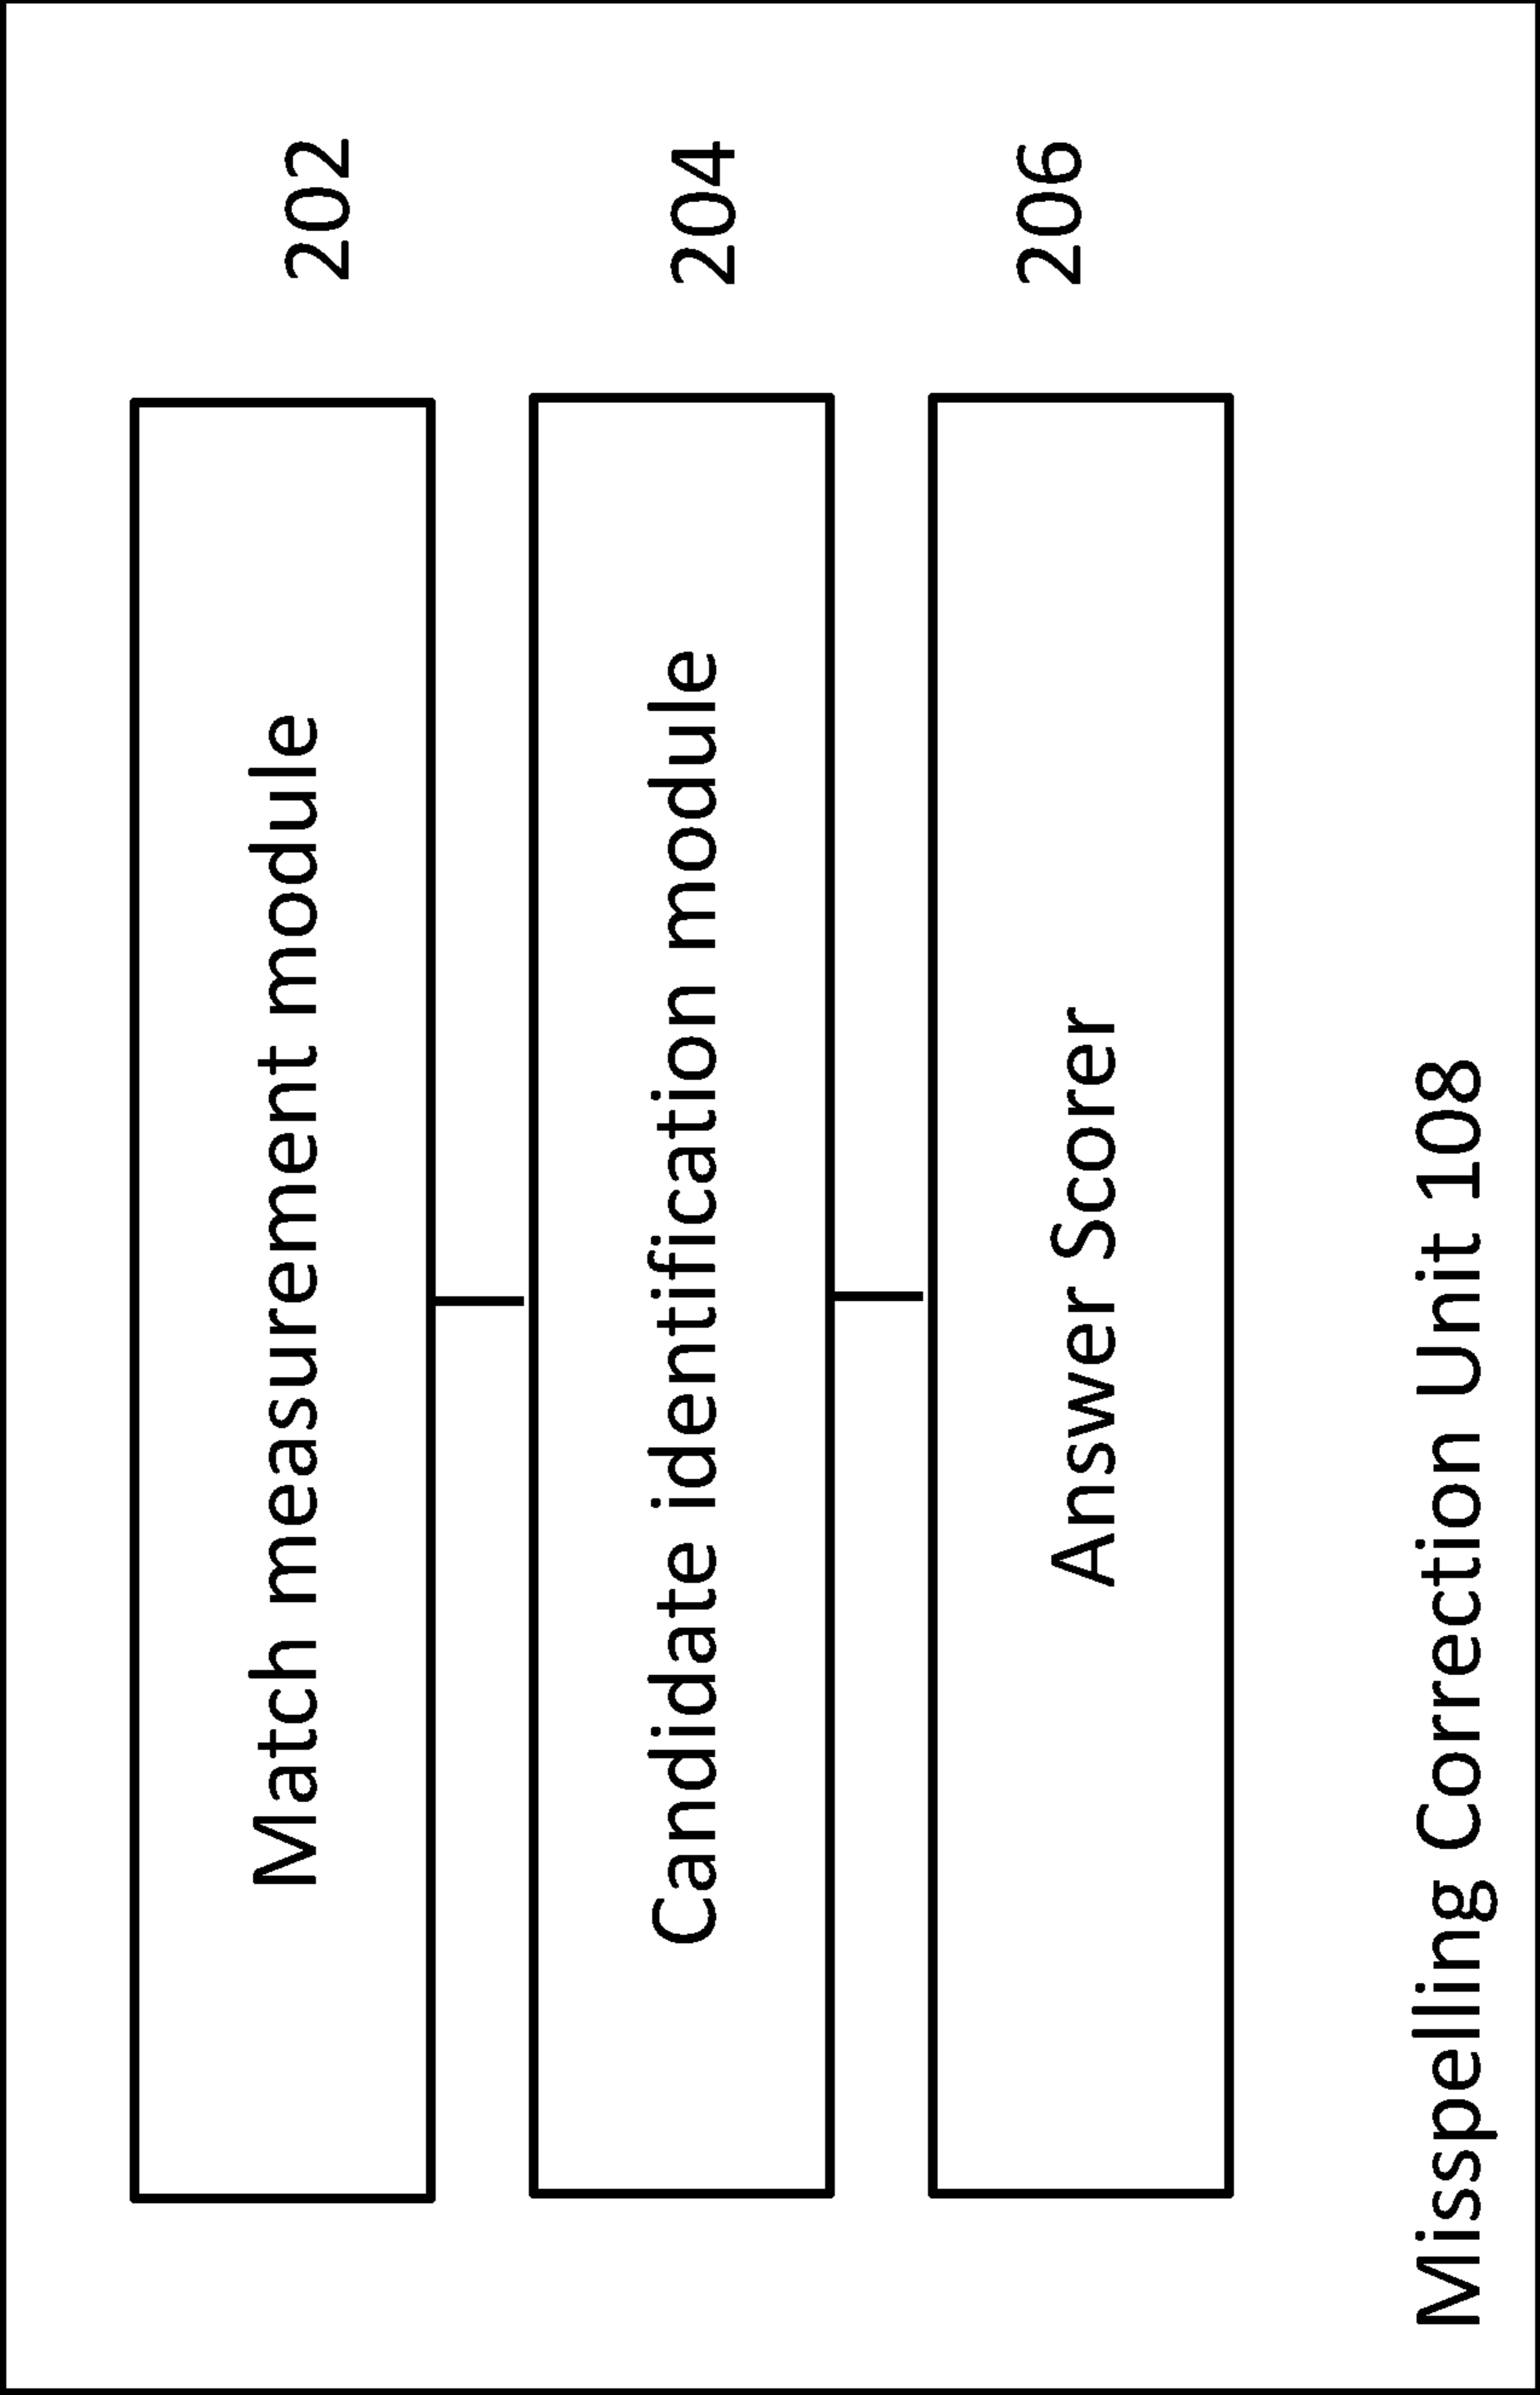 Match measurement module 202
Candidate identification module 204
Answer Scorer 206
Misspelling Correction Unit 108